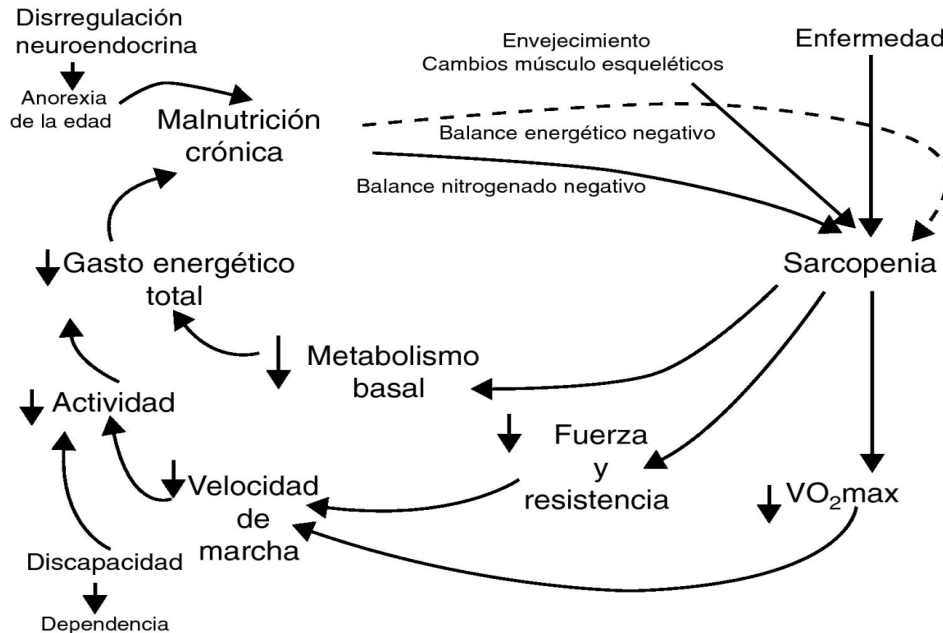 Disrregulación
neuroendocrina
Anorexia
de la edad
Malnutrición
crónica
Envejecimiento
Cambios músculo esqueléticos
Enfermedad
Balance energético negativo
Balance nitrogenado negativo
Gasto energético
total
Sarcopenia
Metabolismo
basal
Actividad
Fuerza
y
resistencia
Velocidad
de
marcha
VO₂max
Discapacidad
Dependencia